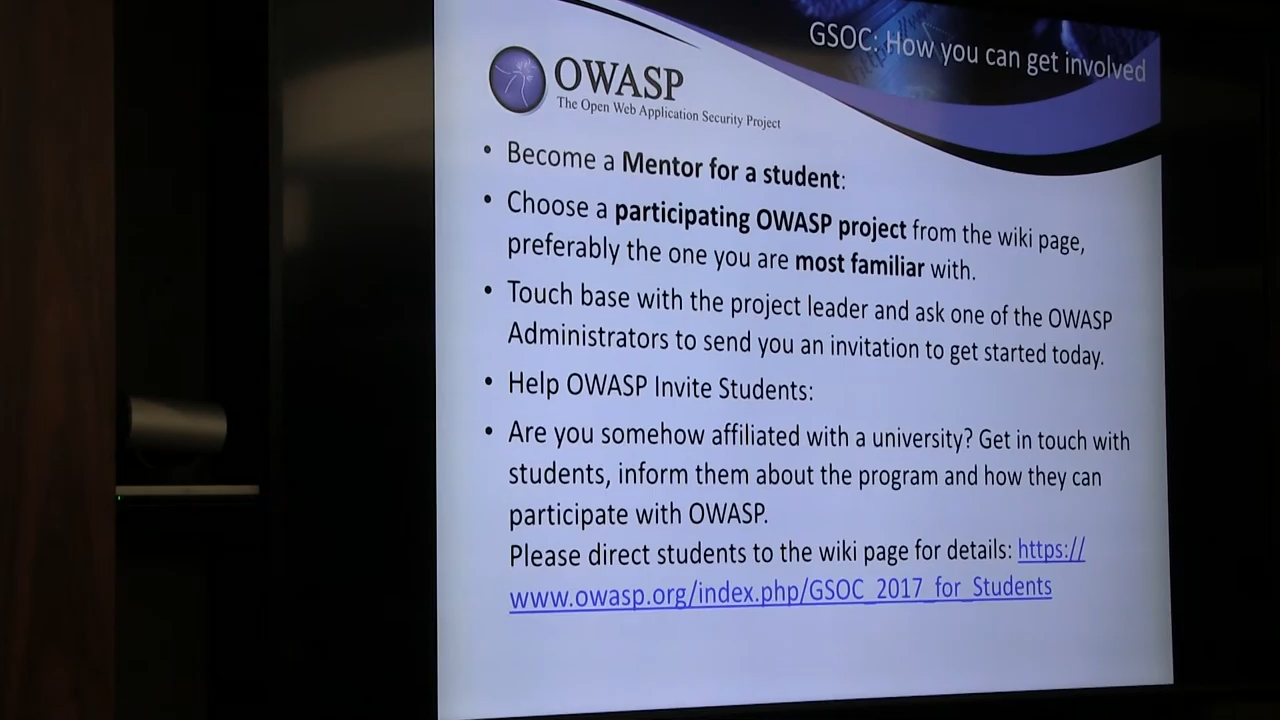 GSOC: How you can get involved
OWASP
The Open Web Application Security Project
• Become a Mentor for a student:
• Choose a participating OWASP project from the wiki page,
preferably the one you are most familiar with.
• Touch base with the project leader and ask one of the OWASP
Administrators to send you an invitation to get started today.
• Help OWASP Invite Students:
• Are you somehow affiliated with a university? Get in touch with
students, inform them about the program and how they can
participate with OWASP.
Please direct students to the wiki page for details: https://
www.owasp.org/index.php/GSOC_2017_for_Students